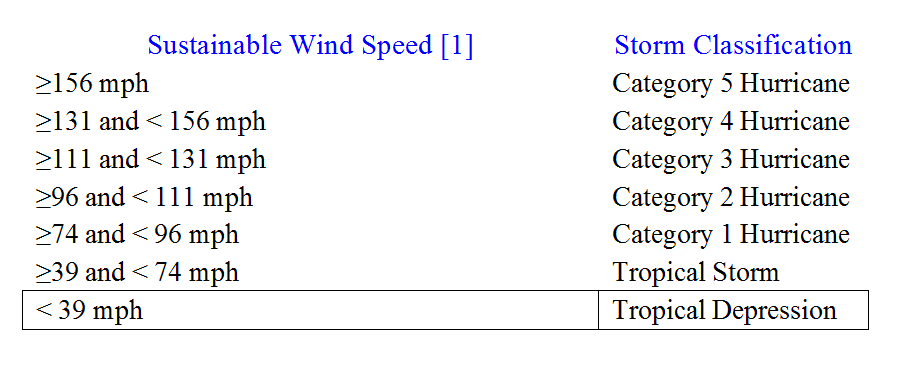 Sustainable Wind Speed [1] Storm Classification
≥156 mph Category 5 Hurricane
≥131 and < 156 mph Category 4 Hurricane
≥111 and < 131 mph Category 3 Hurricane
≥96 and < 111 mph Category 2 Hurricane
≥74 and < 96 mph Category 1 Hurricane
≥39 and < 74 mph Tropical Storm
< 39 mph Tropical Depression